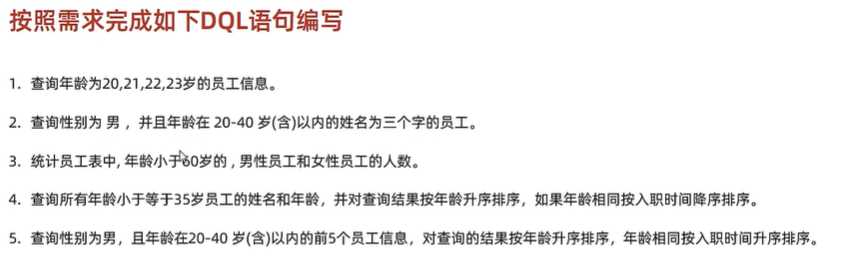 按照需求完成如下DQL语句编写
1. 查询年龄为20,21,22,23岁的员工信息。
2. 查询性别为 男 ，并且年龄在 20-40 岁(含)以内的姓名为三个字的员工。
3. 统计员工表中, 年龄小于60岁的 , 男性员工和女性员工的人数。
4. 查询所有年龄小于等于35岁员工的姓名和年龄，并对查询结果按年龄升序排序，如果年龄相同按入职时间降序排序。
5. 查询性别为男，且年龄在20-40 岁(含)以内的前5个员工信息，对查询的结果按年龄升序排序，年龄相同按入职时间升序排序。